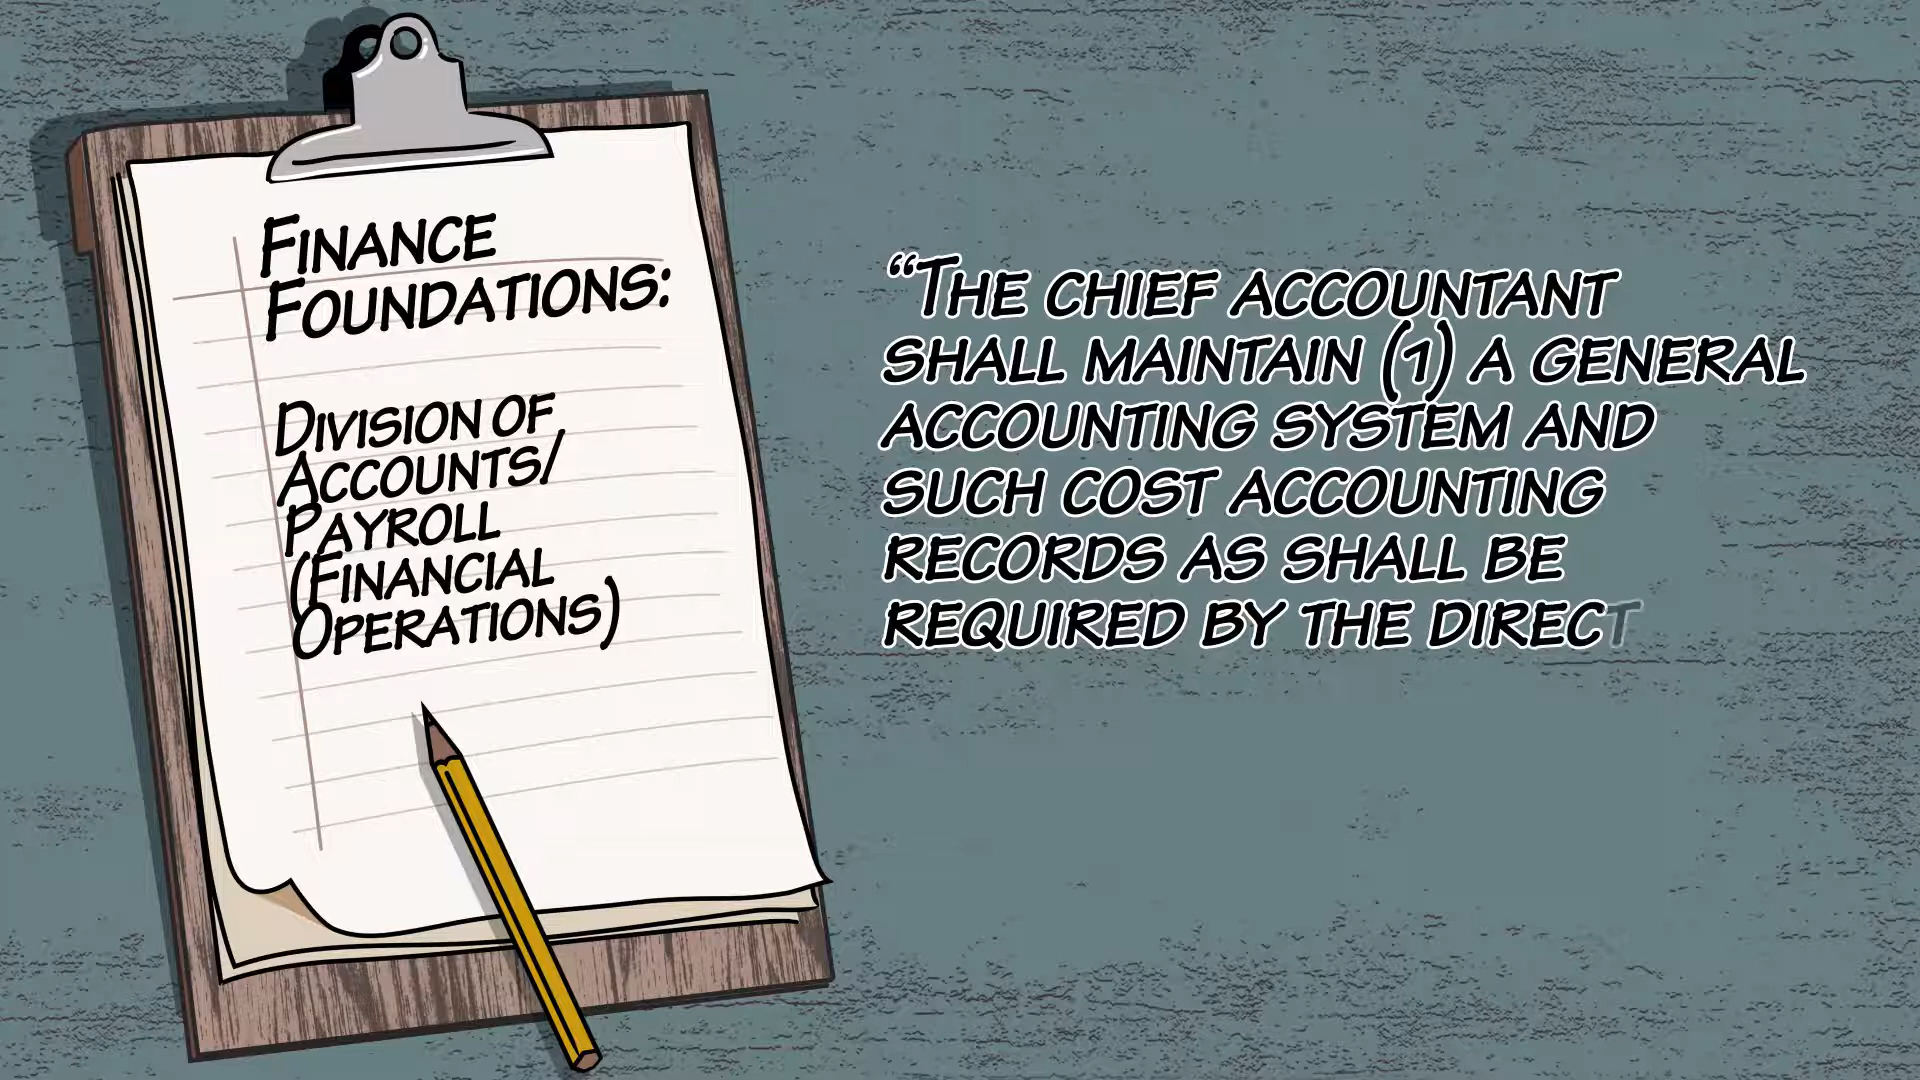 Finance
Foundations:
Division of
Accounts/
Payroll
(Financial
Operations)
“The chief accountant
shall maintain (1) a general
accounting system and
such cost accounting
records as shall be
required by the direct